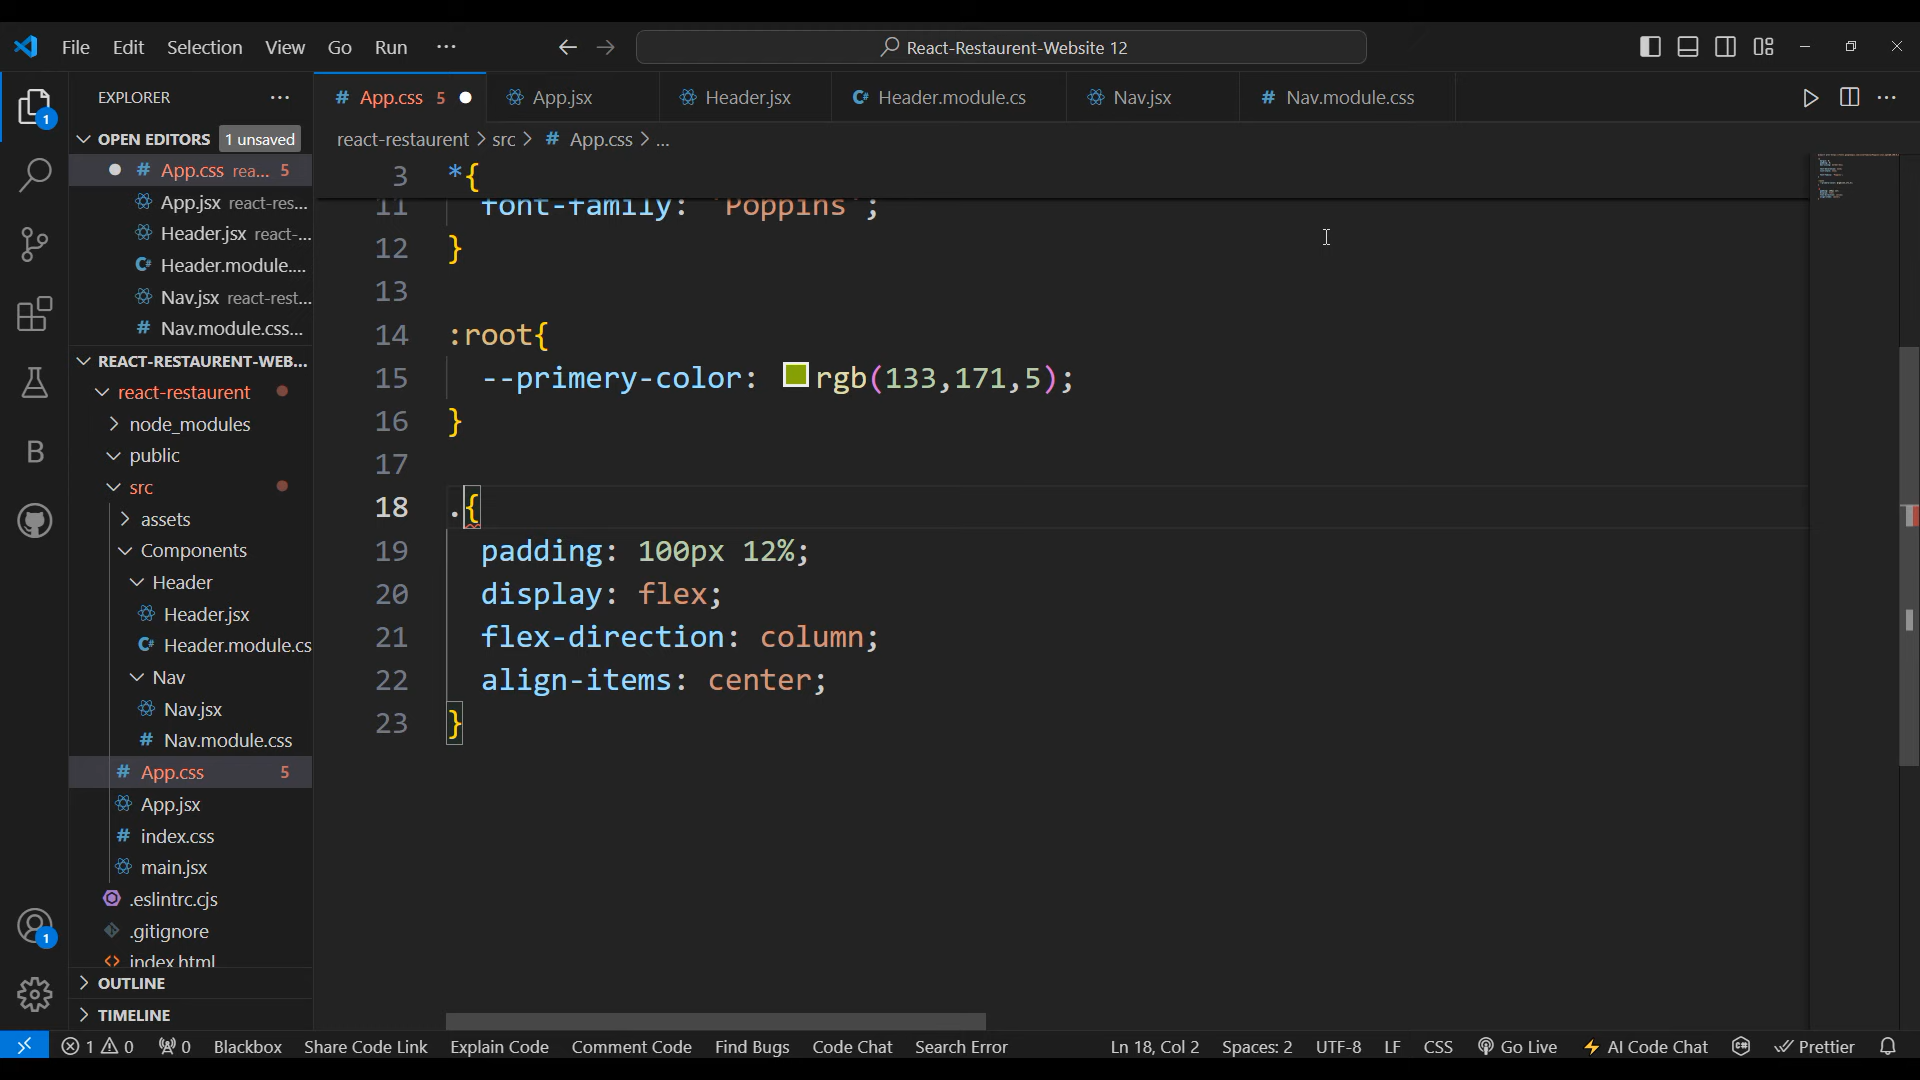 File Edit Selection View Go Run ···
React-Restaurent-Website 12
EXPLORER ···
OPEN EDITORS 1 unsaved
App.css rea... 5
App.jsx react-res...
Header.jsx react-...
Header.module....
Nav.jsx react-rest...
Nav.module.css...
REACT-RESTAURENT-WEB...
react-restaurent
node_modules
public
src
assets
Components
Header
Header.jsx
Header.module.cs
Nav
Nav.jsx
Nav.module.css
App.css 5
App.jsx
index.css
main.jsx
.eslintrc.cjs
.gitignore
index.html
OUTLINE
TIMELINE
1
B
1
# App.css 5 App.jsx Header.jsx Header.module.cs Nav.jsx # Nav.module.css
react-restaurent > src > # App.css > ...
3 *{
11 font-family: 'Poppins';
12 }
13
14 :root{
15 --primery-color: rgb(133,171,5);
16 }
17
18 .{
19 padding: 100px 12%;
20 display: flex;
21 flex-direction: column;
22 align-items: center;
23 }
1 0 0 Blackbox Share Code Link Explain Code Comment Code Find Bugs Code Chat Search Error Ln 18, Col 2 Spaces: 2 UTF-8 LF CSS Go Live AI Code Chat Prettier